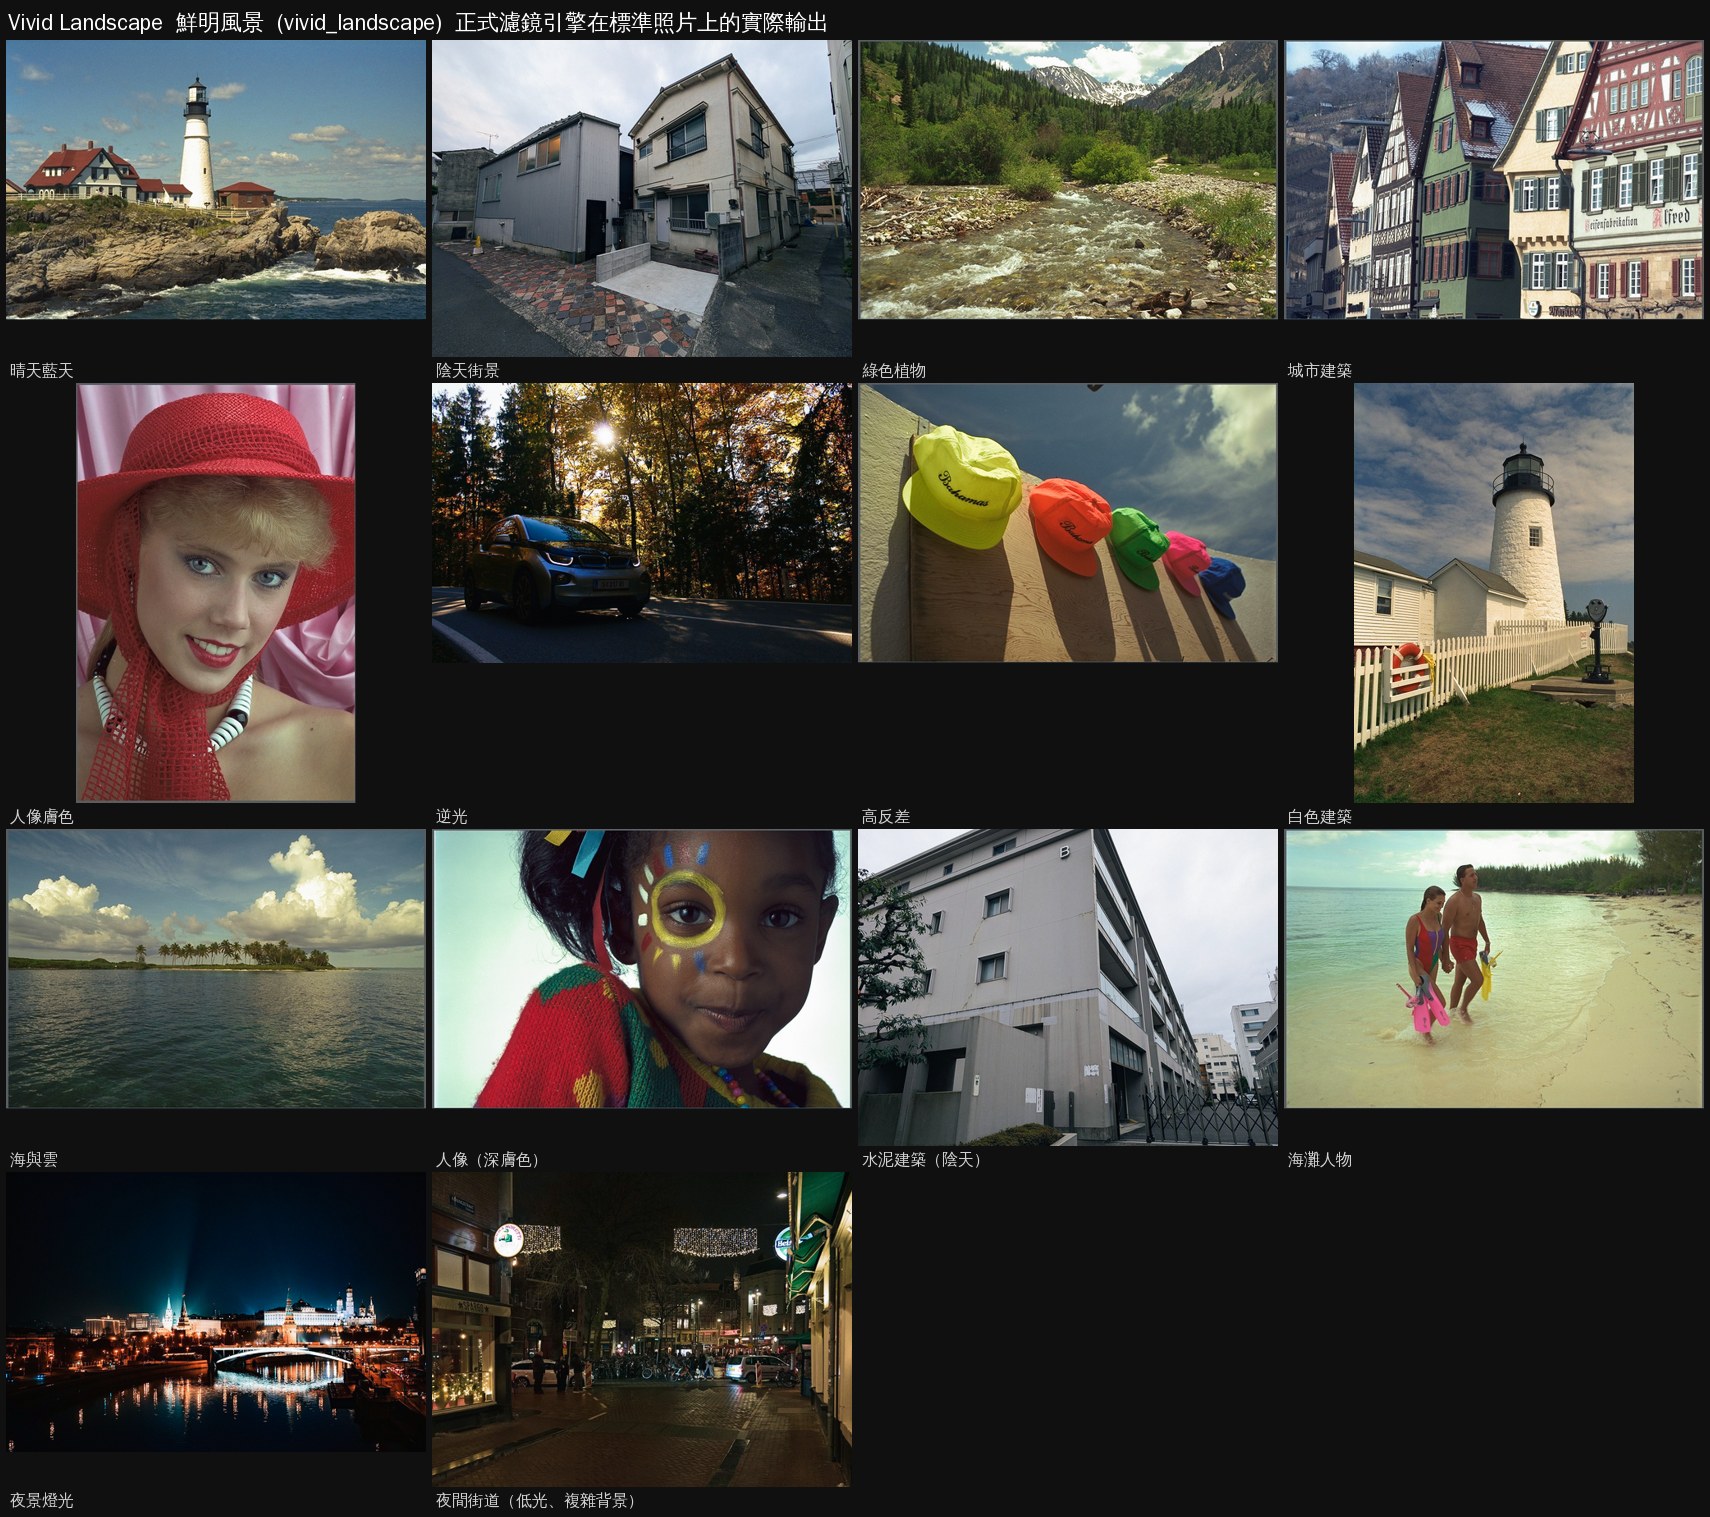 Vivid Landscape 鮮明風景 (vivid_landscape) 正式濾鏡引擎在標準照片上的實際輸出
Reifenfabrikation Alfred
晴天藍天
陰天街景
綠色植物
城市建築
Bahamas
人像膚色
逆光
高反差
白色建築
B
海與雲
人像（深膚色）
水泥建築（陰天）
海灘人物
夜景燈光
夜間街道（低光、複雜背景）